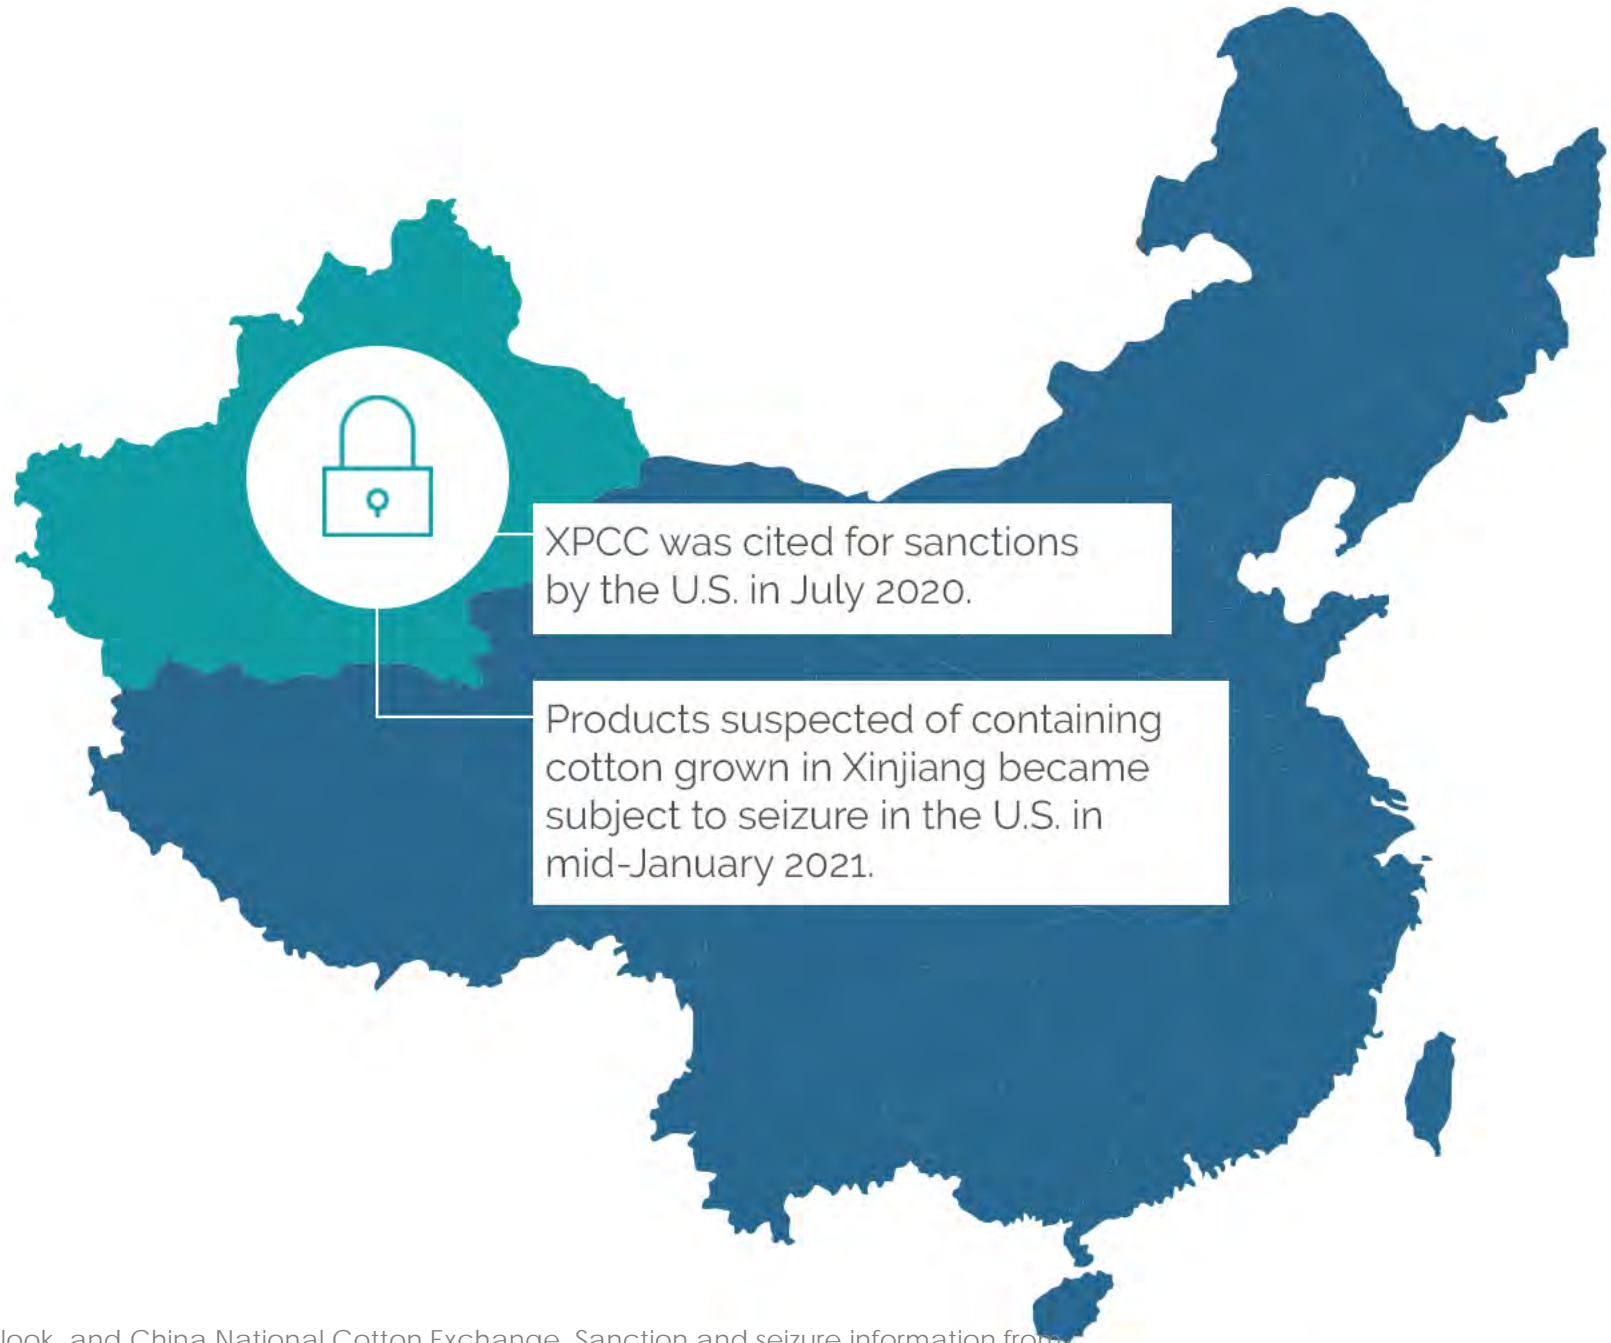 XPCC was cited for sanctions
by the U.S. in July 2020.
Products suspected of containing
cotton grown in Xinjiang became
subject to seizure in the U.S. in
mid-January 2021.
look, and China National Cotton Exchange. Sanction and seizure information from